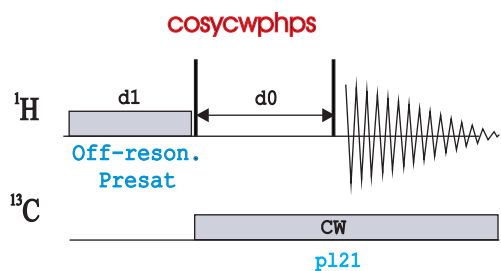 cosycwphps
d1
d0
¹H
Off-reson.
Presat
¹³C
CW
pl21